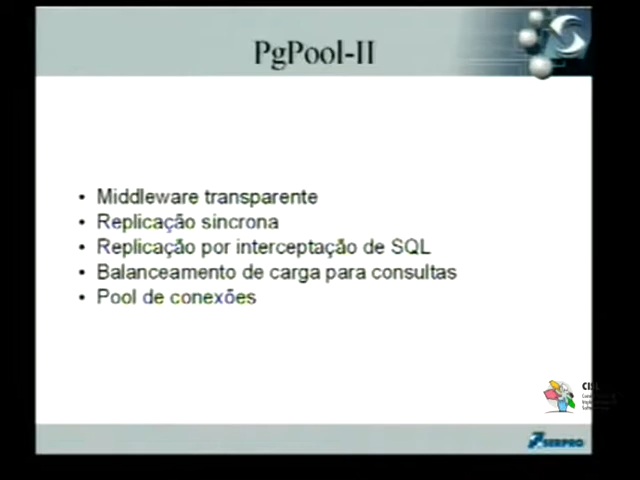 PgPool-II
• Middleware transparente
• Replicação síncrona
• Replicação por interceptação de SQL
• Balanceamento de carga para consultas
• Pool de conexões
SERPRO